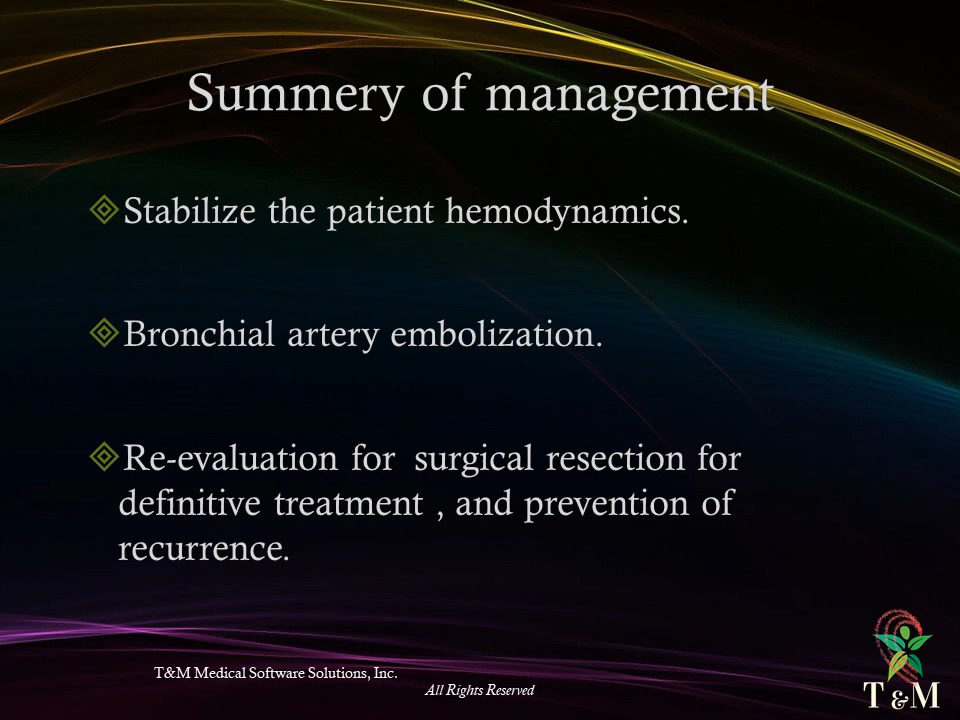 Summery of management
Stabilize the patient hemodynamics.
Bronchial artery embolization.
Re-evaluation for surgical resection for
definitive treatment , and prevention of
recurrence.
T&M Medical Software Solutions, Inc.
All Rights Reserved
T & M